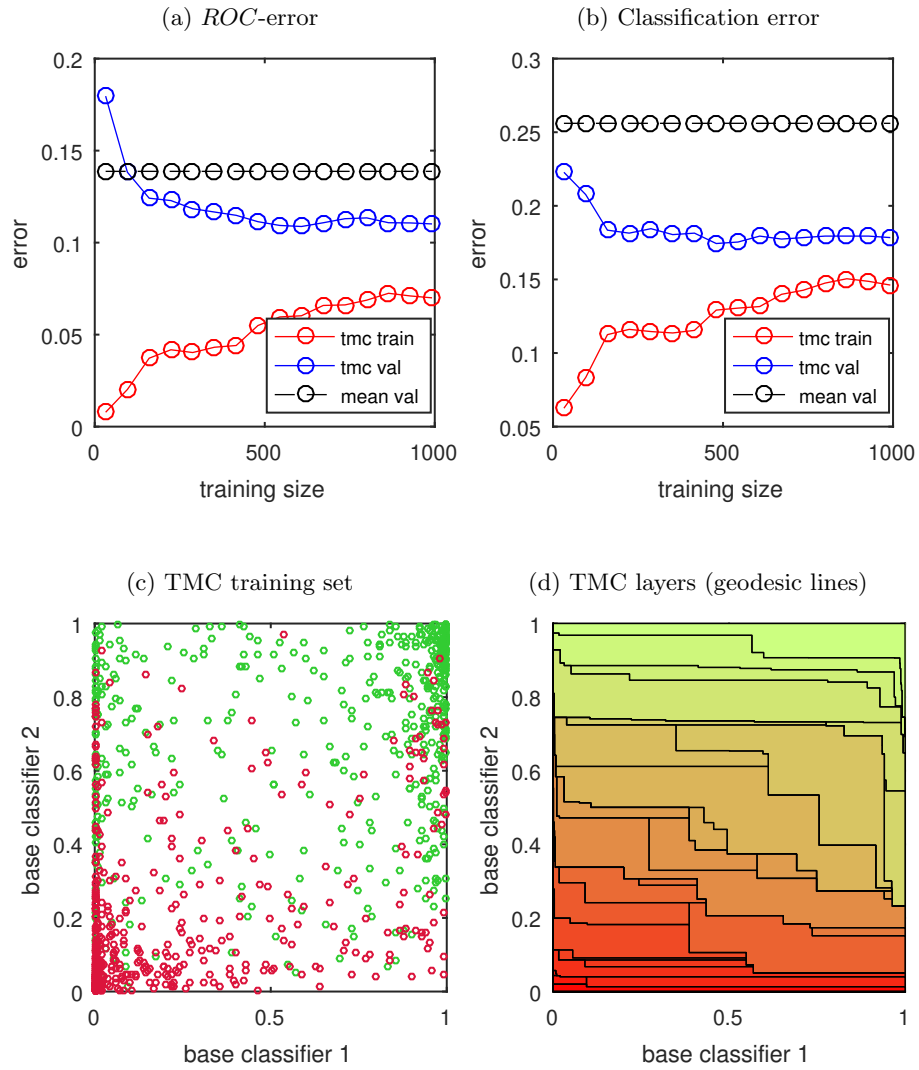 (a) ROC-error
0.2
0.15
0.1
0.05
0
error
0
500
1000
training size
tmc train
tmc val
mean val
(b) Classification error
0.3
0.25
0.2
0.15
0.1
0.05
error
0
500
1000
training size
tmc train
tmc val
mean val
(c) TMC training set
1
0.8
0.6
0.4
0.2
0
base classifier 2
0
0.5
1
base classifier 1
(d) TMC layers (geodesic lines)
1
0.8
0.6
0.4
0.2
0
base classifier 2
0
0.5
1
base classifier 1